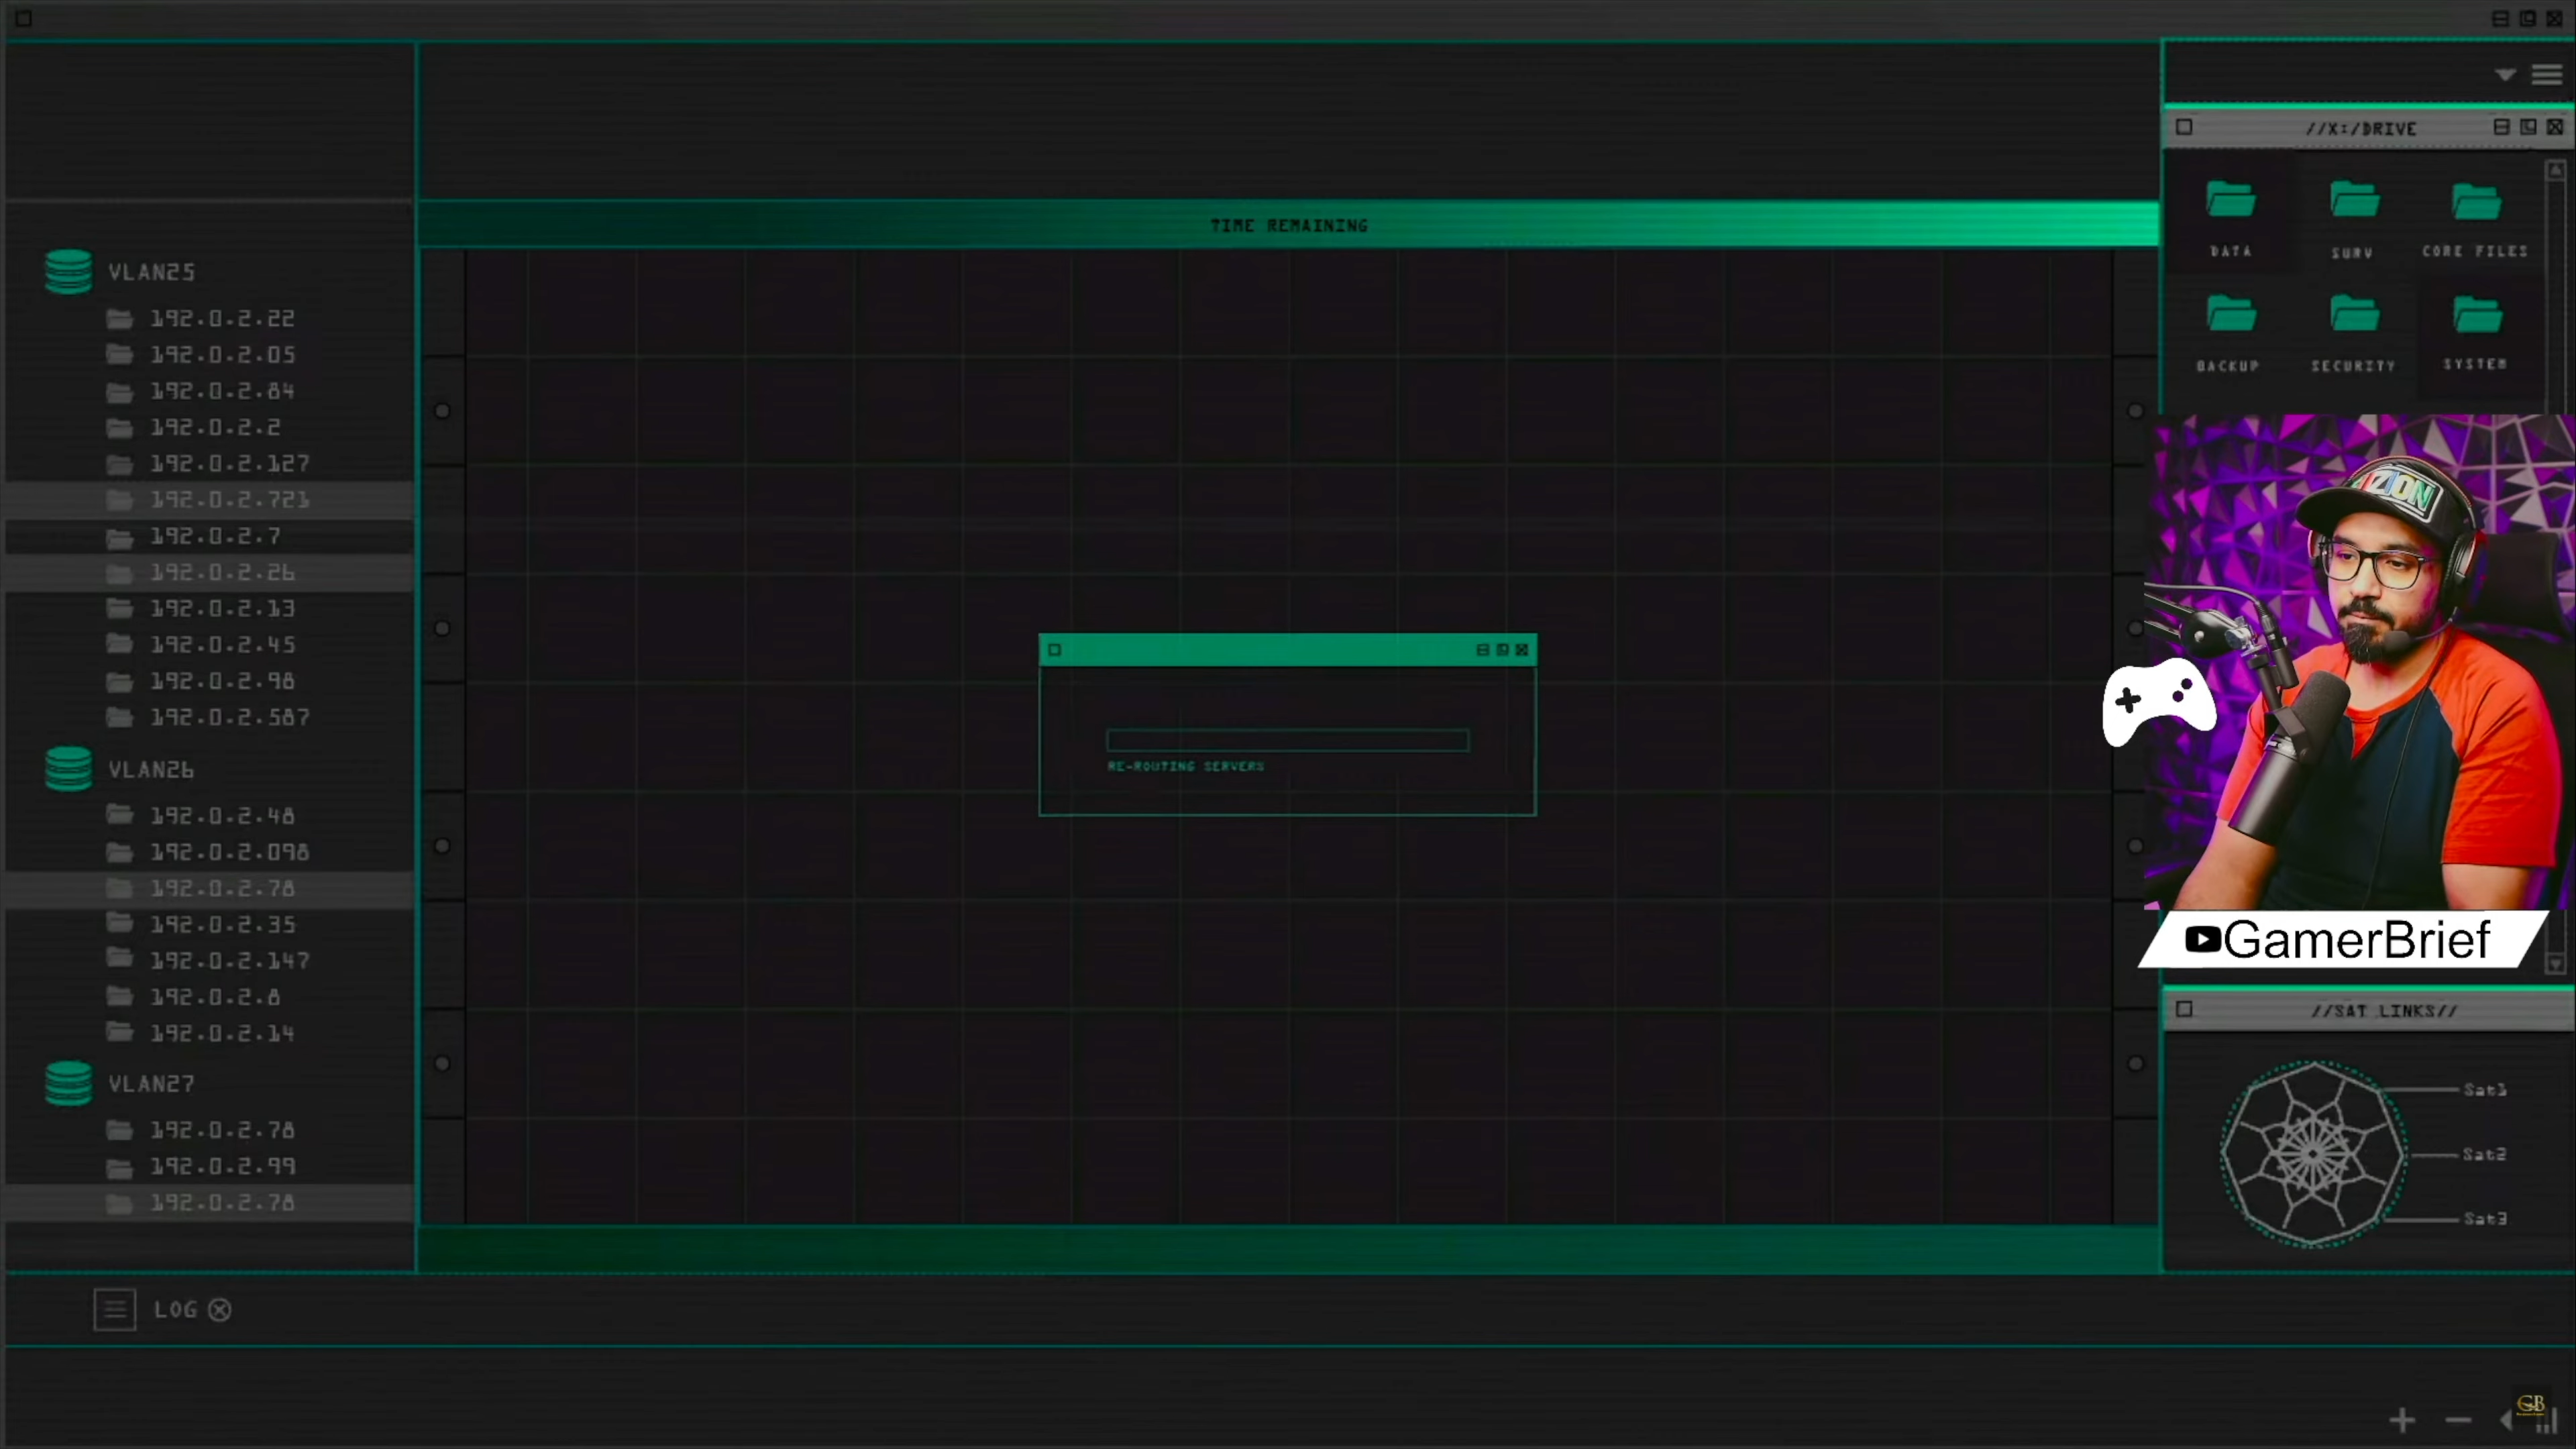 TIME REMAINING
VLAN25
192.0.2.22
192.0.2.05
192.0.2.84
192.0.2.2
192.0.2.127
192.0.2.721
192.0.2.7
192.0.2.26
192.0.2.13
192.0.2.45
192.0.2.98
192.0.2.587
VLAN26
192.0.2.48
192.0.2.098
192.0.2.78
192.0.2.35
192.0.2.147
192.0.2.8
192.0.2.14
VLAN27
192.0.2.78
192.0.2.99
192.0.2.78
RE-ROUTING SERVERS
//X:/DRIVE
DATA SURV CORE FILES
BACKUP SECURITY SYSTEM
GamerBrief
//SAT LINKS//
Sat1
Sat2
Sat3
LOG
GB